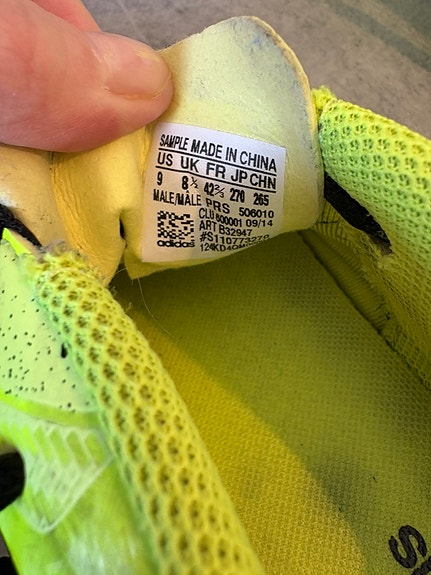 SAMPLE MADE IN CHINA
US UK FR JP CHN
9 8½ 42⅔ 270 265
MALE/MÂLE PRS 506010
CLU 600001 09/14
ART B32947
adidas